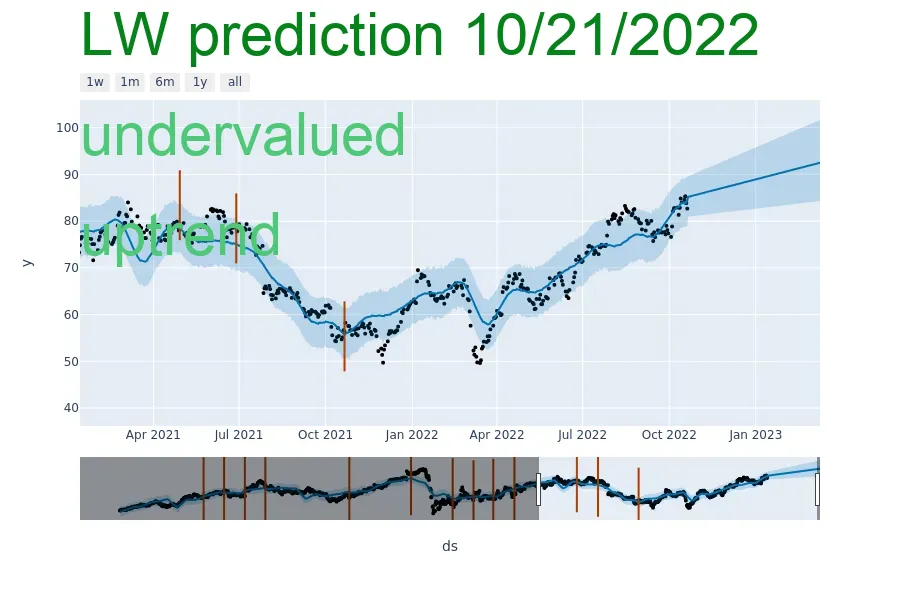 LW prediction 10/21/2022
1w 1m 6m 1y all
undervalued
uptrend
100
90
80
70
60
50
40
y
Apr 2021 Jul 2021 Oct 2021 Jan 2022 Apr 2022 Jul 2022 Oct 2022 Jan 2023
ds